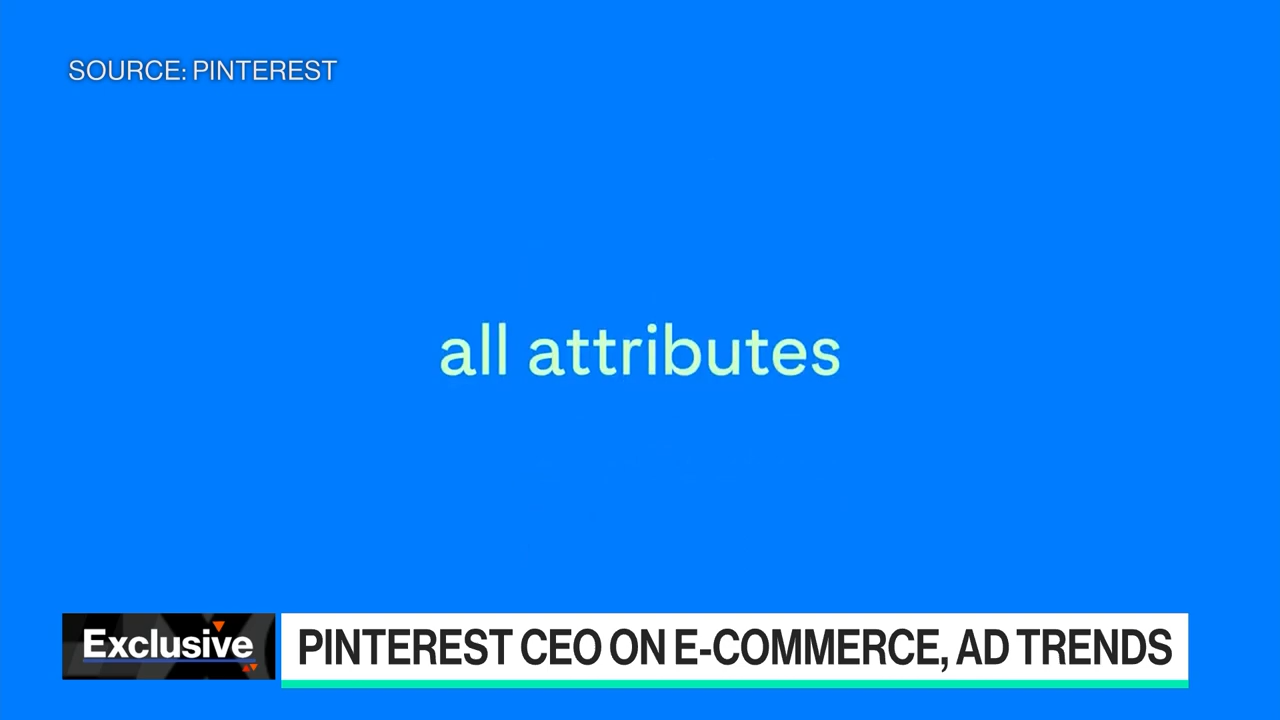 SOURCE: PINTEREST
all attributes
Exclusive
PINTEREST CEO ON E-COMMERCE, AD TRENDS